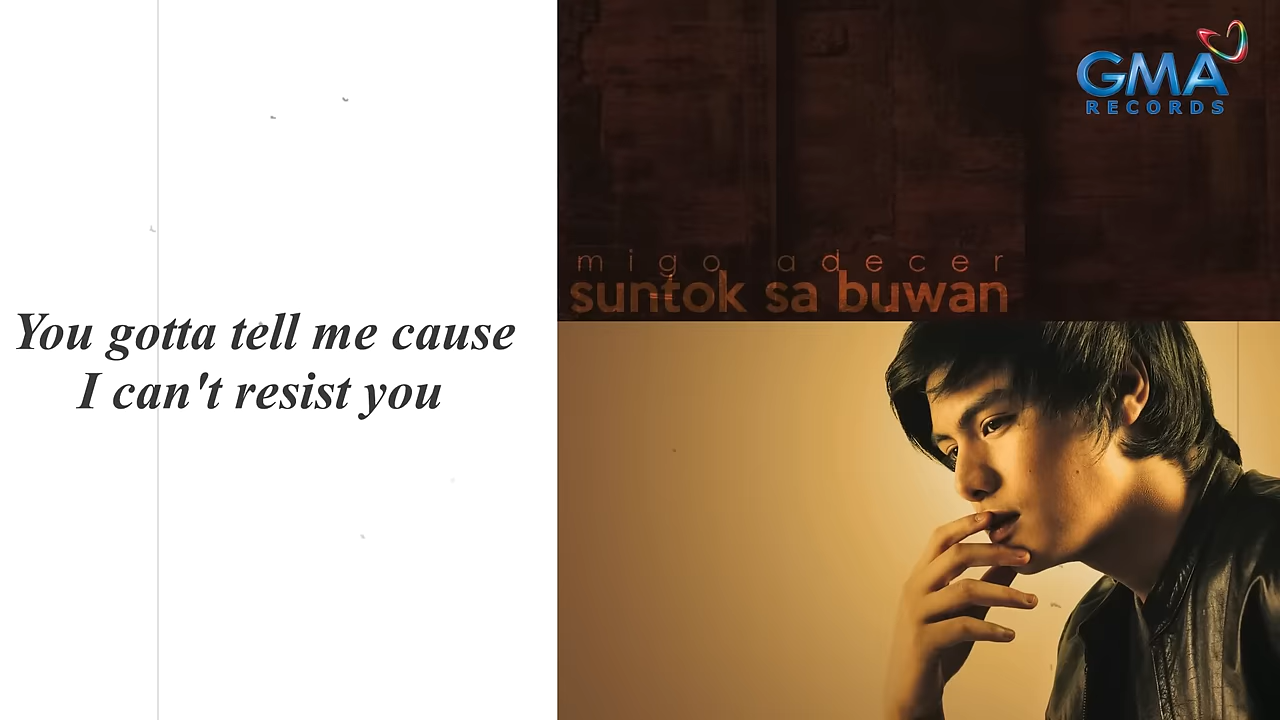 You gotta tell me cause
I can't resist you
GMA
RECORDS
migo adecer
suntok sa buwan